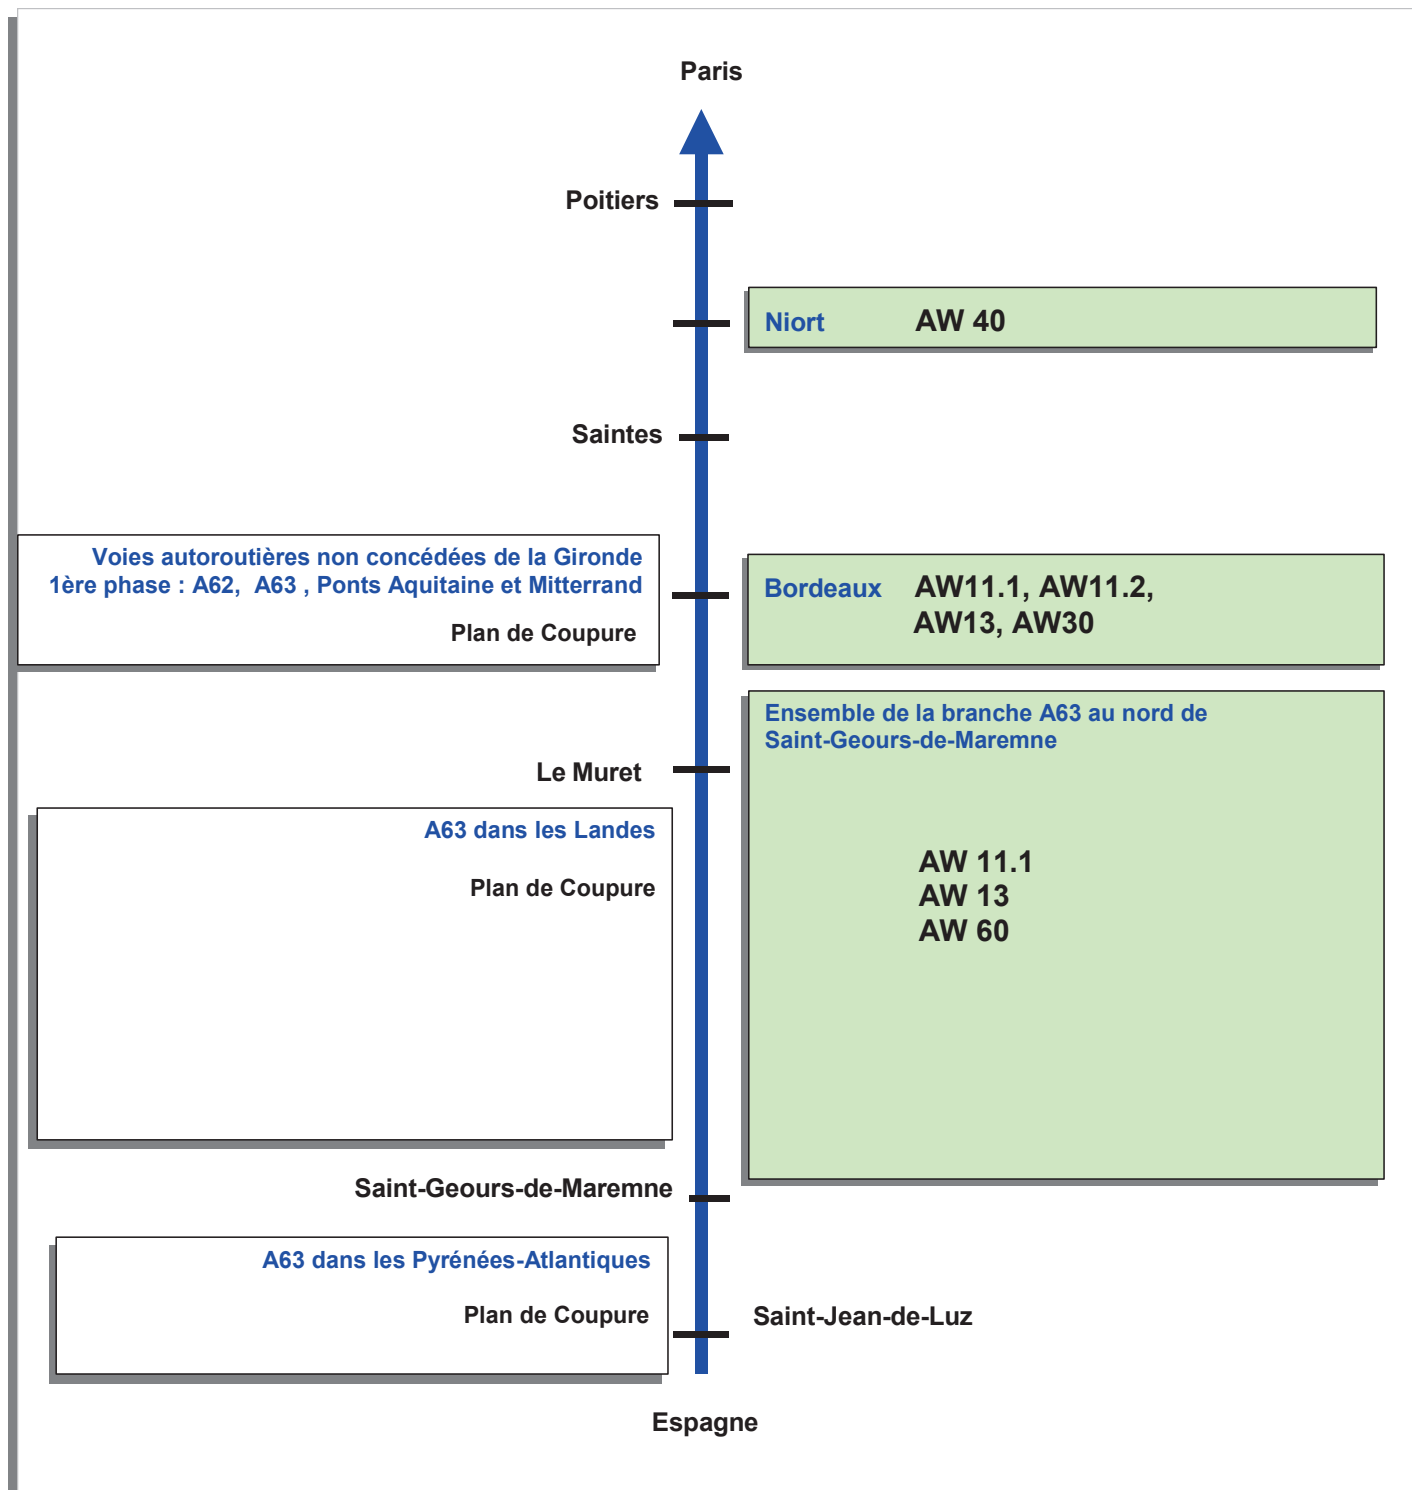 Paris
Poitiers
Niort AW 40
Saintes
Voies autoroutières non concédées de la Gironde
1ère phase : A62, A63 , Ponts Aquitaine et Mitterrand
Plan de Coupure
Bordeaux AW11.1, AW11.2,
AW13, AW30
Ensemble de la branche A63 au nord de
Saint-Geours-de-Maremne
Le Muret
A63 dans les Landes
Plan de Coupure
AW 11.1
AW 13
AW 60
Saint-Geours-de-Maremne
A63 dans les Pyrénées-Atlantiques
Plan de Coupure
Saint-Jean-de-Luz
Espagne